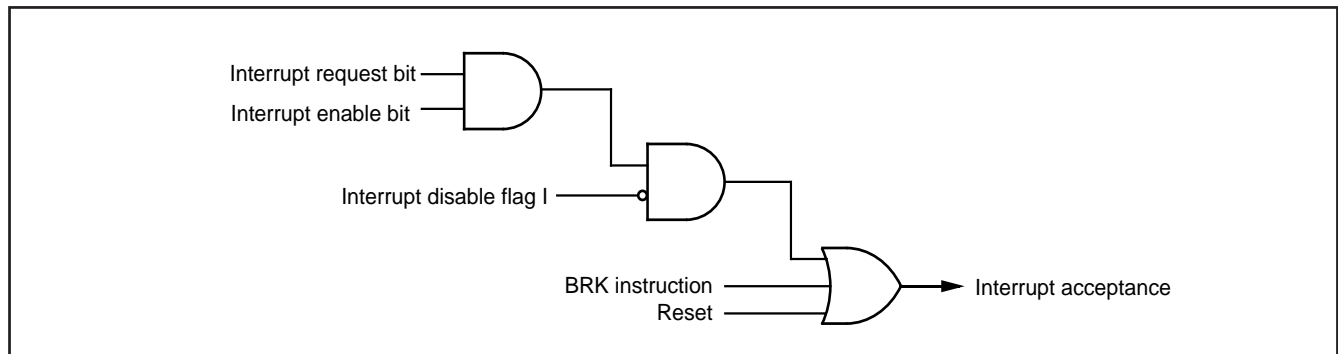 Interrupt request bit
Interrupt enable bit
Interrupt disable flag I
BRK instruction
Reset
Interrupt acceptance